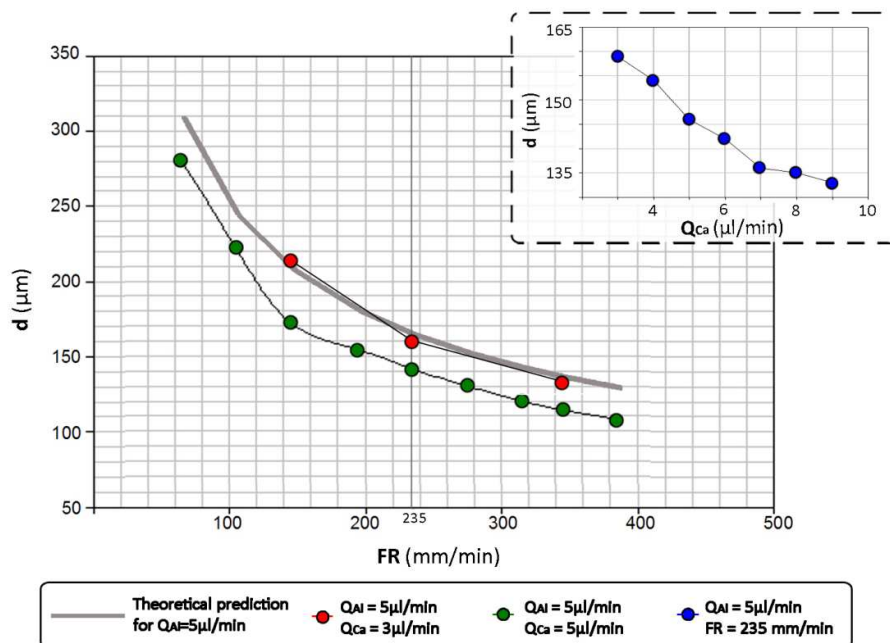 350
300
250
200
150
100
50
d (µm)
100
200
235
300
400
500
FR (mm/min)
165
150
135
d (µm)
4
6
8
10
QCa (µl/min)
Theoretical prediction
for QAl=5µl/min
QAl = 5µl/min
QCa = 3µl/min
QAl = 5µl/min
QCa = 5µl/min
QAl = 5µl/min
FR = 235 mm/min